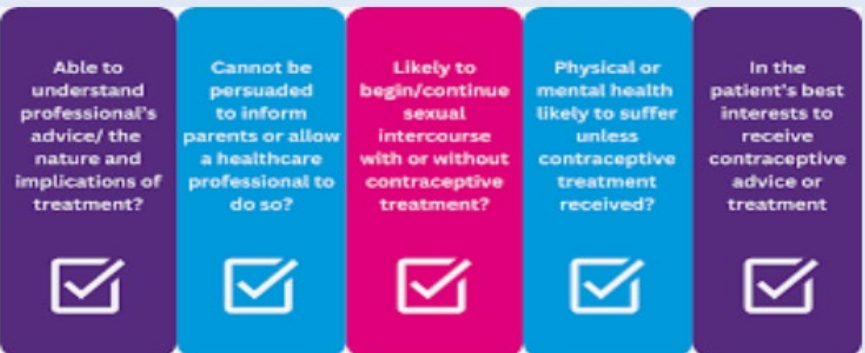 Able to
understand
professional's
advice/ the
nature and
implications of
treatment?
Cannot be
persuaded
to inform
parents or allow
a healthcare
professional to
do so?
Likely to
begin/continue
sexual
intercourse
with or without
contraceptive
treatment?
Physical or
mental health
likely to suffer
unless
contraceptive
treatment
received?
In the
patient's best
interests to
receive
contraceptive
advice or
treatment